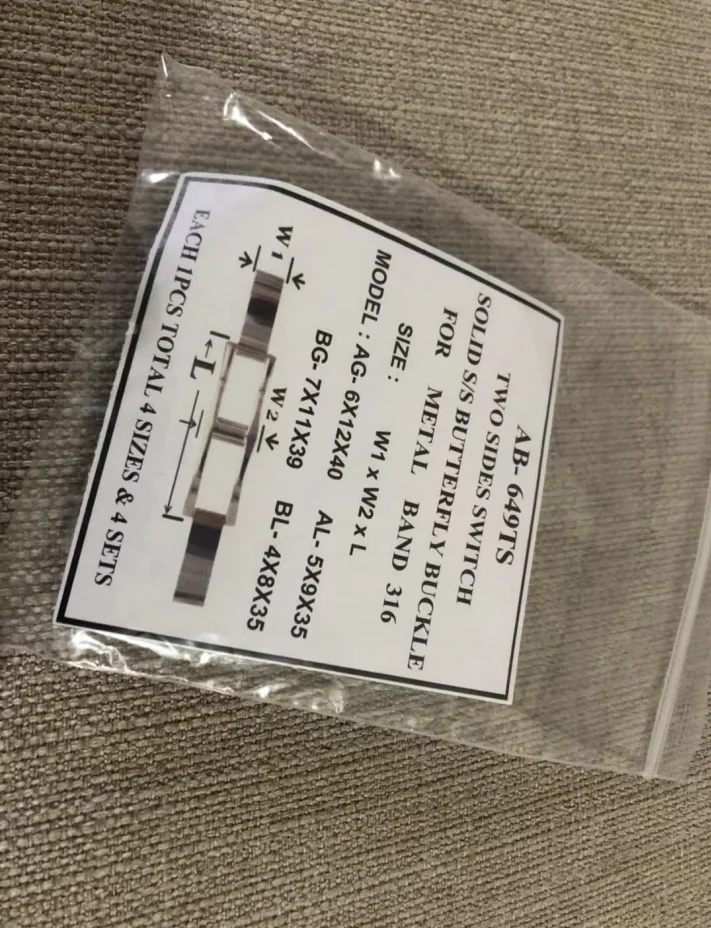 AB- 649TS
TWO SIDES SWITCH
SOLID S/S BUTTERFLY BUCKLE
FOR METAL BAND 316
SIZE : W1 x W2 x L
MODEL : AG- 6X12X40 AL- 5X9X35
BG- 7X11X39 BL- 4X8X35
W1
W2
L
EACH 1PCS TOTAL 4 SIZES & 4 SETS